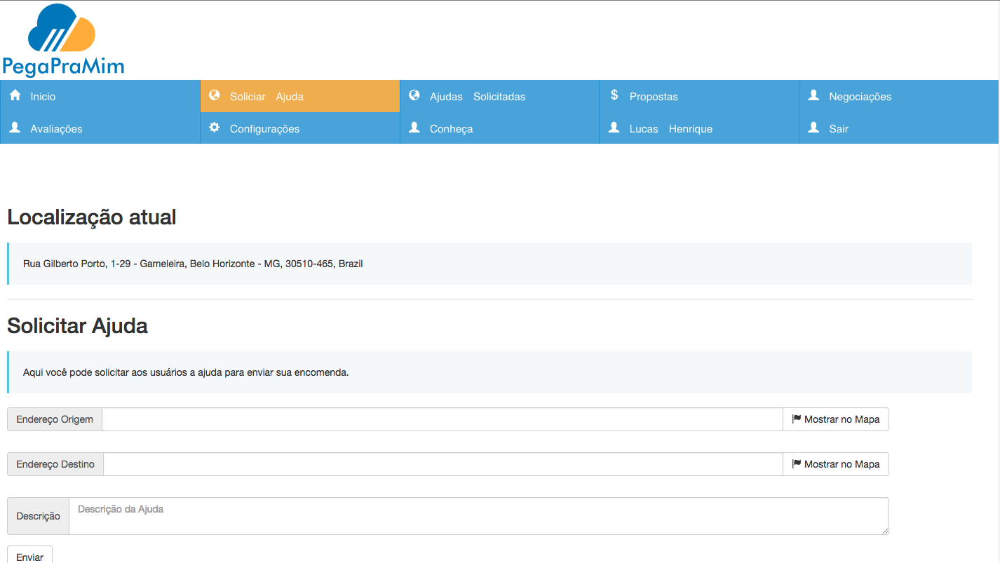 PegaPraMim
Inicio
Soliciar Ajuda
Ajudas Solicitadas
$ Propostas
Negociações
Avaliações
Configurações
Conheça
Lucas Henrique
Sair
Localização atual
Rua Gilberto Porto, 1-29 - Gameleira, Belo Horizonte - MG, 30510-465, Brazil
Solicitar Ajuda
Aqui você pode solicitar aos usuários a ajuda para enviar sua encomenda.
Endereço Origem
Mostrar no Mapa
Endereço Destino
Mostrar no Mapa
Descrição
Descrição da Ajuda
Enviar